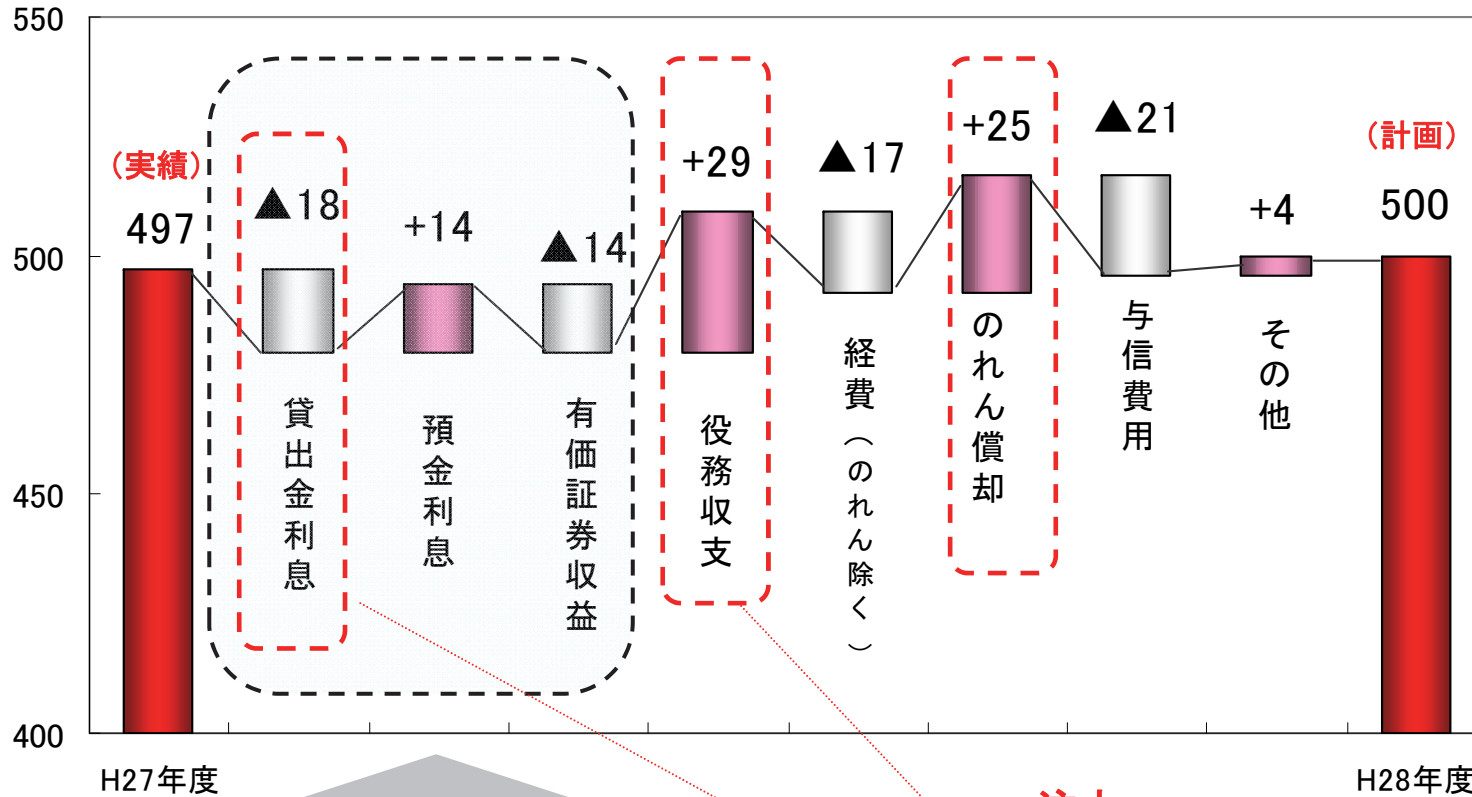 550
500
450
400
(実績)
497
▲18
+14
▲14
+29
▲17
+25
▲21
+4
(計画)
500
貸出金利息
預金利息
有価証券収益
役務収支
経費(のれん除く)
のれん償却
与信費用
その他
H27年度
H28年度